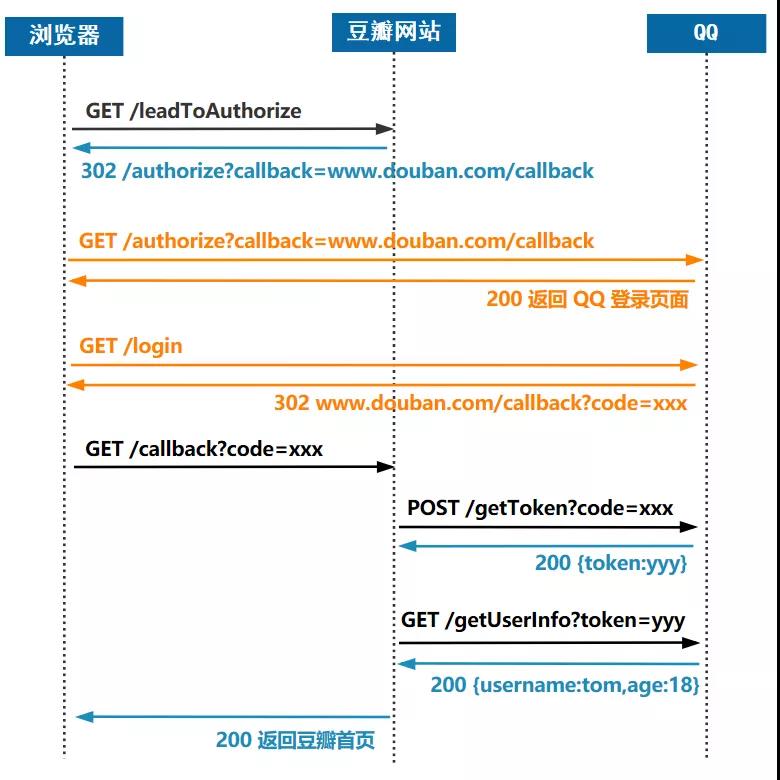 浏览器
豆瓣网站
QQ
GET /leadToAuthorize
302 /authorize?callback=www.douban.com/callback
GET /authorize?callback=www.douban.com/callback
200 返回 QQ 登录页面
GET /login
302 www.douban.com/callback?code=xxx
GET /callback?code=xxx
POST /getToken?code=xxx
200 {token:yyy}
GET /getUserInfo?token=yyy
200 {username:tom,age:18}
200 返回豆瓣首页